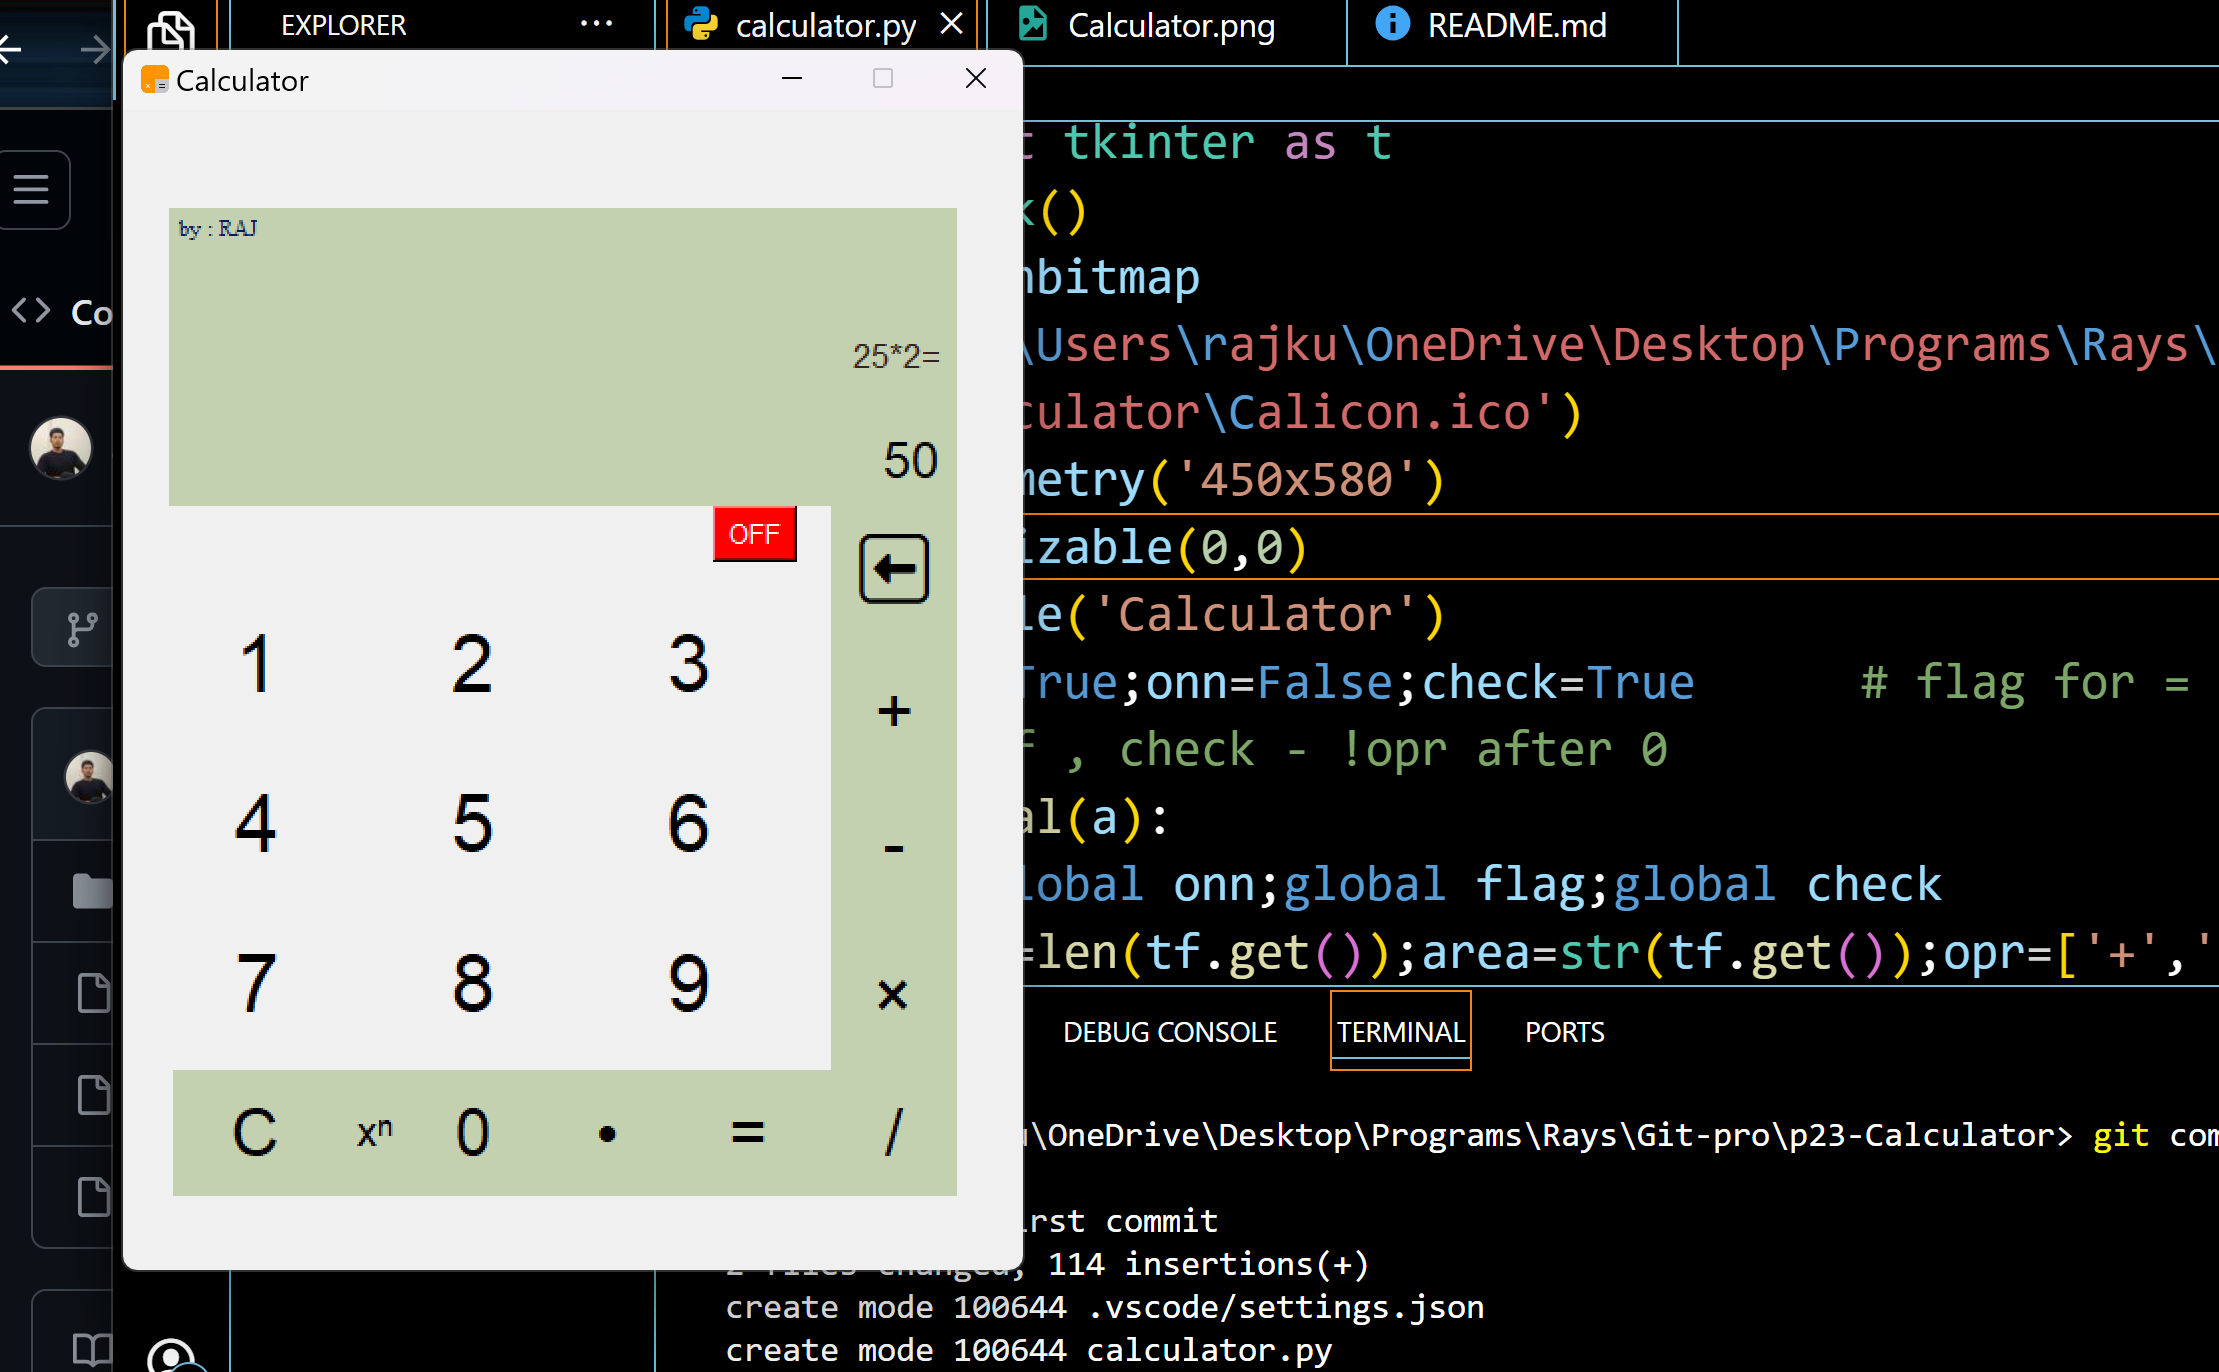 EXPLORER ···
calculator.py
Calculator.png
README.md
Calculator
by : RAJ
25*2=
50
OFF
1 2 3
+
4 5 6
-
7 8 9
×
C xⁿ 0 • = /
Co
tkinter as t
()
bitmap
\Users\rajku\OneDrive\Desktop\Programs\Rays\
culator\Calicon.ico')
metry('450x580')
izable(0,0)
le('Calculator')
True;onn=False;check=True # flag for =
, check - !opr after 0
al(a):
lobal onn;global flag;global check
=len(tf.get());area=str(tf.get());opr=['+','
DEBUG CONSOLE TERMINAL PORTS
\OneDrive\Desktop\Programs\Rays\Git-pro\p23-Calculator> git com
rst commit
2 files changed, 114 insertions(+)
create mode 100644 .vscode/settings.json
create mode 100644 calculator.py